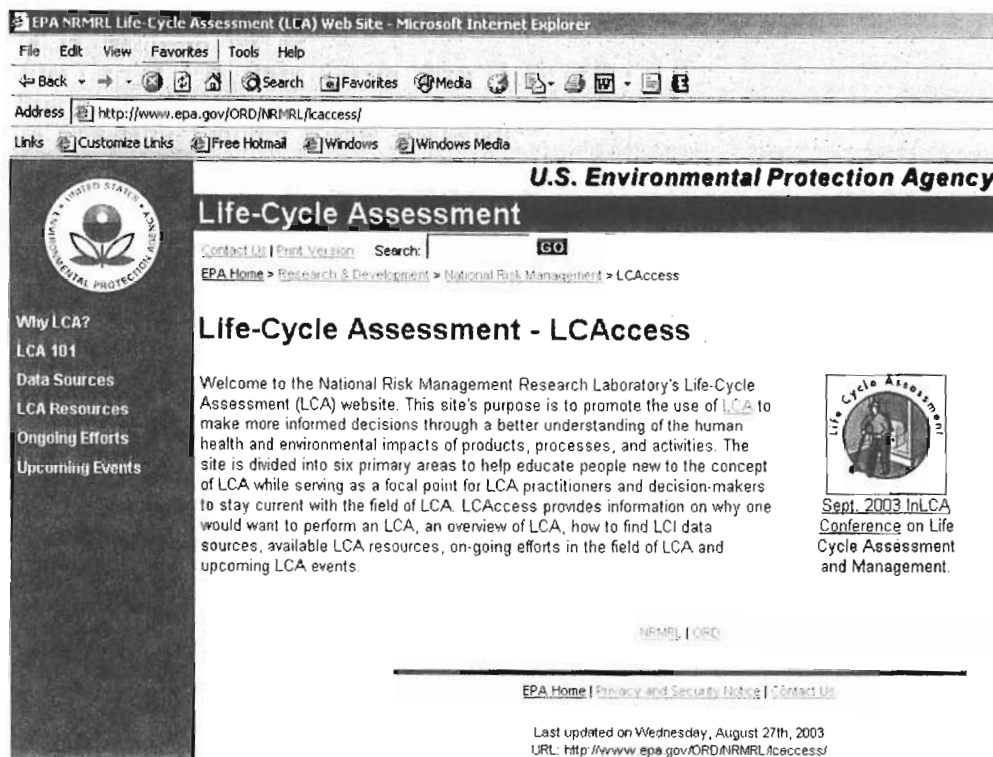 EPA NRMRL Life-Cycle Assessment (LCA) Web Site - Microsoft Internet Explorer
File Edit View Favorites Tools Help
Back Search Favorites Media
Address http://www.epa.gov/ORD/NRMRL/lcaccess/
Links Customize Links Free Hotmail Windows Windows Media
U.S. Environmental Protection Agency
UNITED STATES
ENVIRONMENTAL PROTECTION AGENCY
Life-Cycle Assessment
Contact Us | Print Version Search: GO
EPA Home > Research & Development > National Risk Management > LCAccess
Why LCA?
LCA 101
Data Sources
LCA Resources
Ongoing Efforts
Upcoming Events
Life-Cycle Assessment - LCAccess
Welcome to the National Risk Management Research Laboratory's Life-Cycle
Assessment (LCA) website. This site's purpose is to promote the use of LCA to
make more informed decisions through a better understanding of the human
health and environmental impacts of products, processes, and activities. The
site is divided into six primary areas to help educate people new to the concept
of LCA while serving as a focal point for LCA practitioners and decision-makers
to stay current with the field of LCA. LCAccess provides information on why one
would want to perform an LCA, an overview of LCA, how to find LCI data
sources, available LCA resources, on-going efforts in the field of LCA and
upcoming LCA events.
Life Cycle Assessment
Sept. 2003 InLCA
Conference on Life
Cycle Assessment
and Management.
NRMRL | ORD
EPA Home | Privacy and Security Notice | Contact Us
Last updated on Wednesday, August 27th, 2003
URL: http://www.epa.gov/ORD/NRMRL/lcaccess/